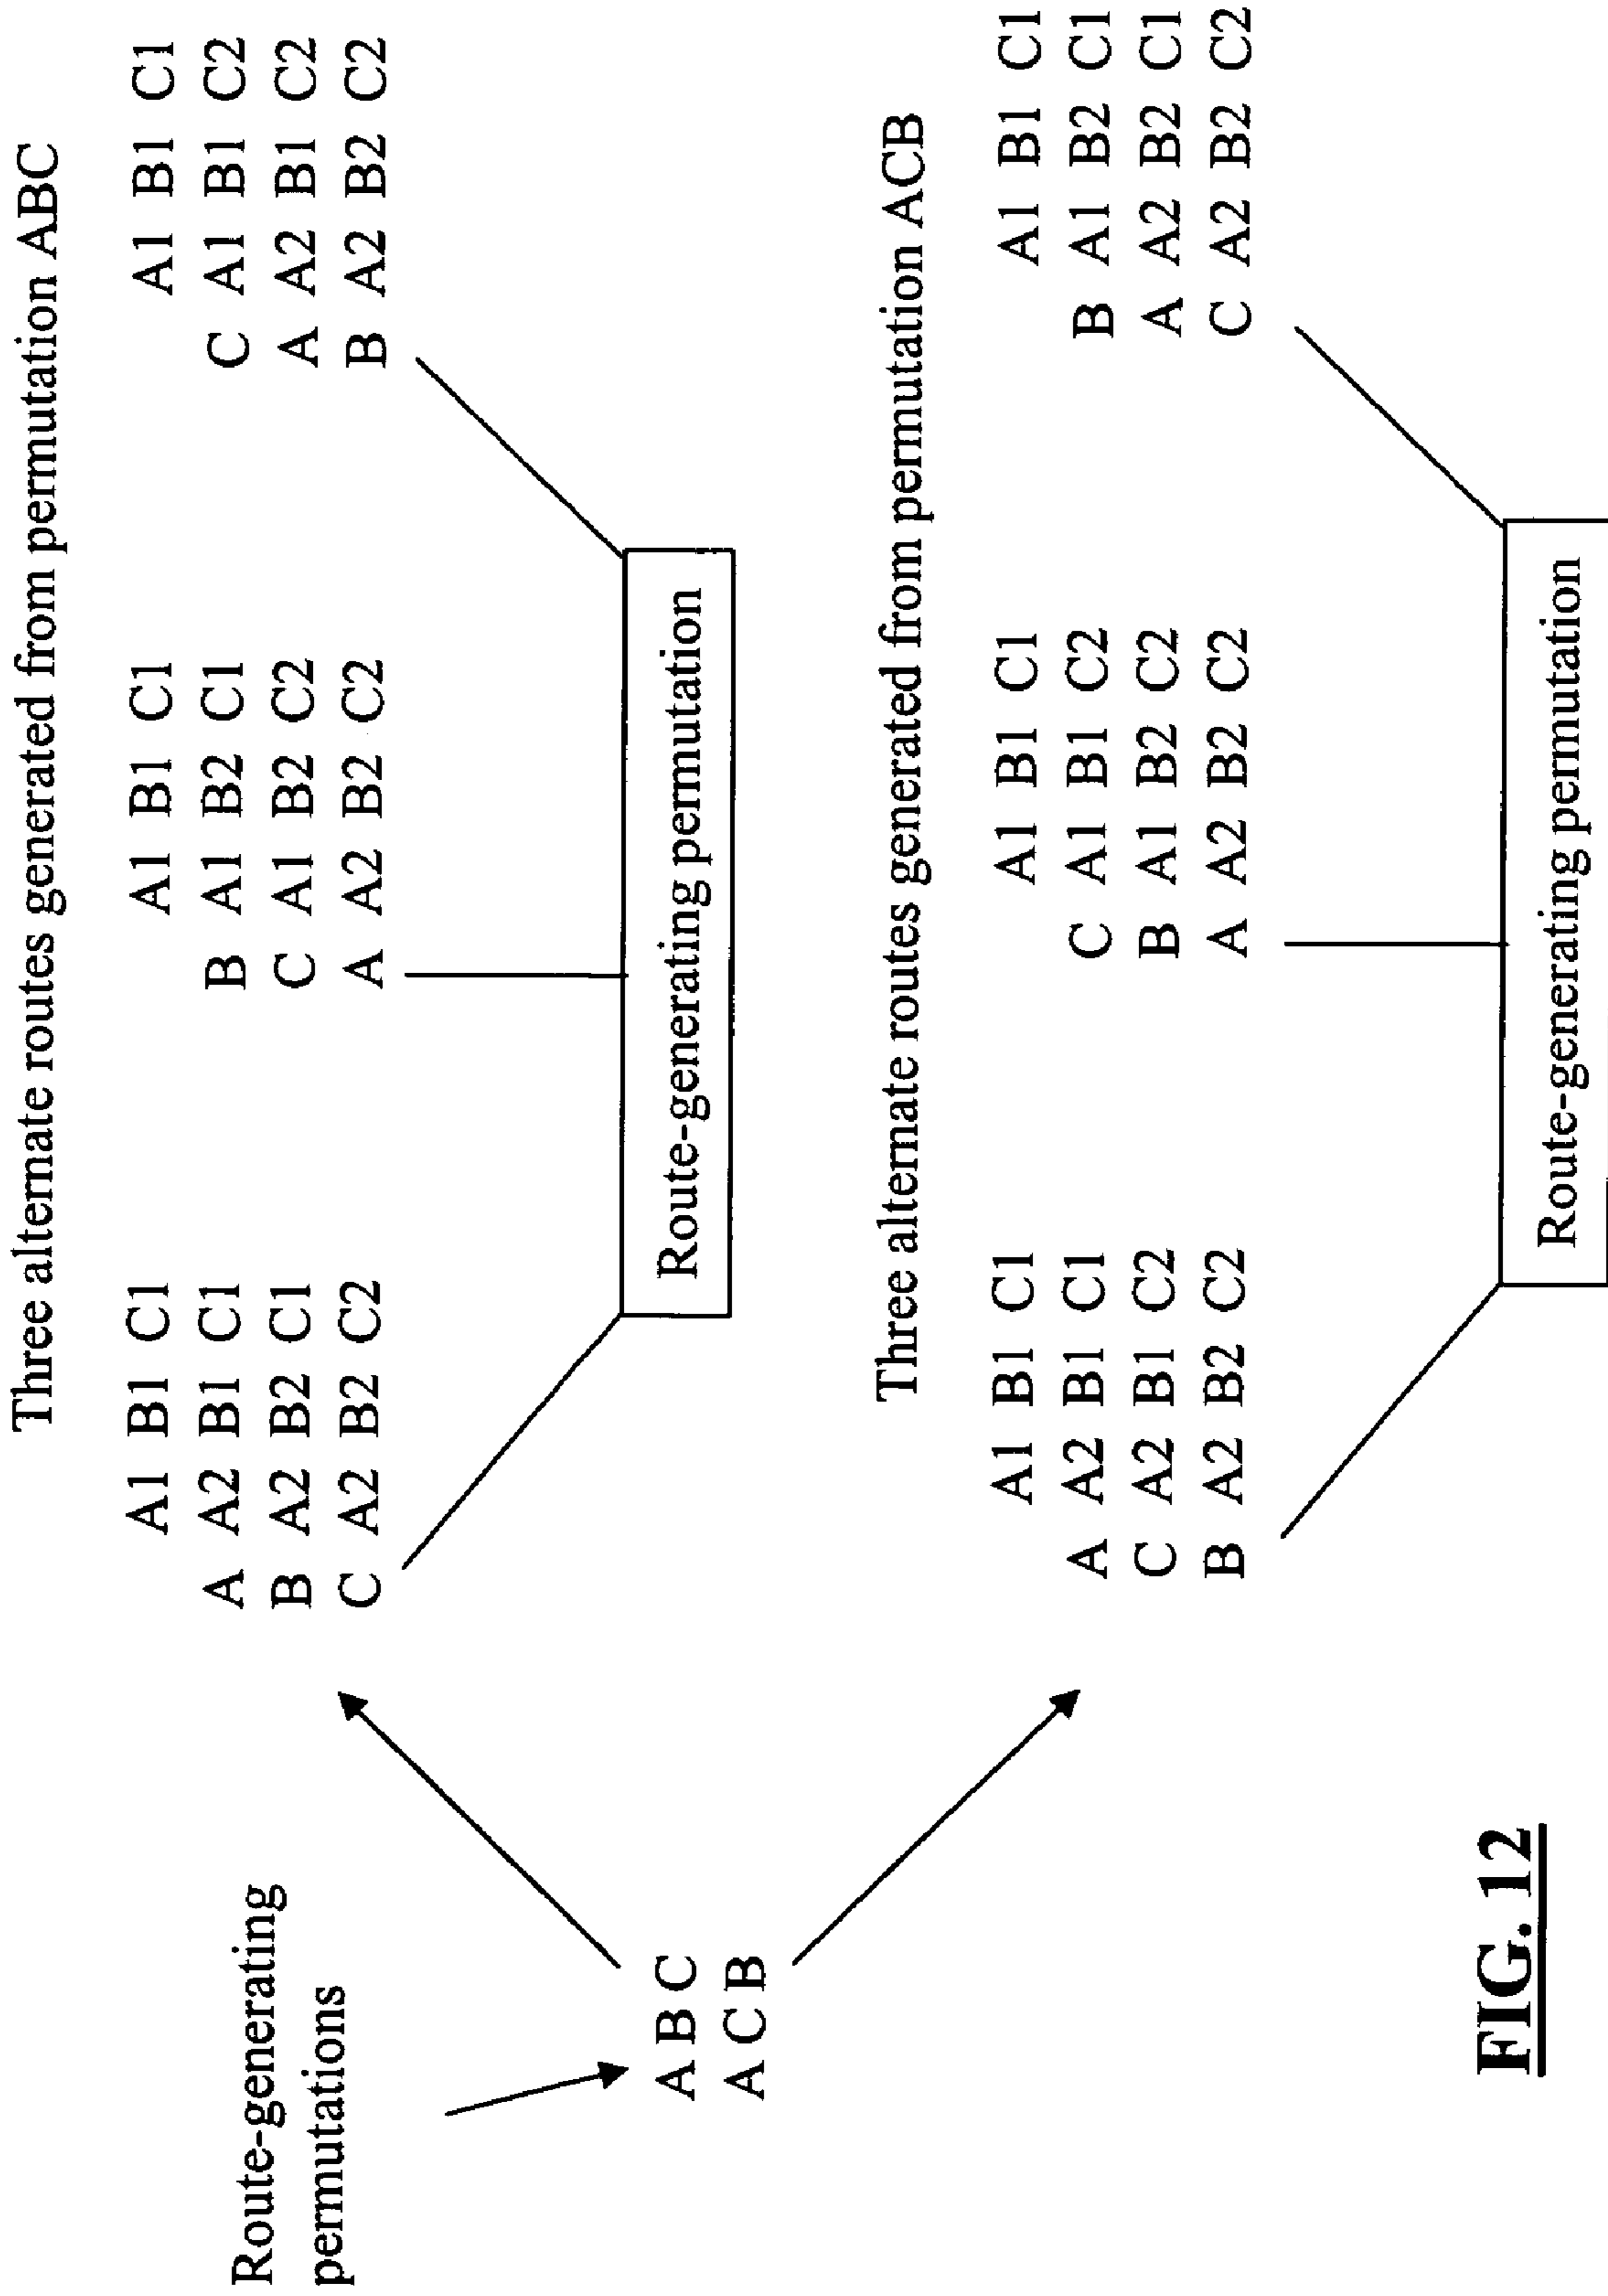 Three alternate routes generated from permutation ABC
A1 B1 C1
A A2 B1 C1
B A2 B2 C1
C A2 B2 C2
A1 B1 C1
B A1 B2 C1
C A1 B2 C2
A A2 B2 C2
A1 B1 C1
C A1 B1 C2
A A2 B1 C2
B A2 B2 C2
Route-generating permutation
Route-generating
permutations
A B C
A C B
Three alternate routes generated from permutation ACB
A1 B1 C1
A A2 B1 C1
C A2 B1 C2
B A2 B2 C2
A1 B1 C1
C A1 B1 C2
B A1 B2 C2
A A2 B2 C2
A1 B1 C1
B A1 B2 C1
A A2 B2 C1
C A2 B2 C2
Route-generating permutation
FIG. 12